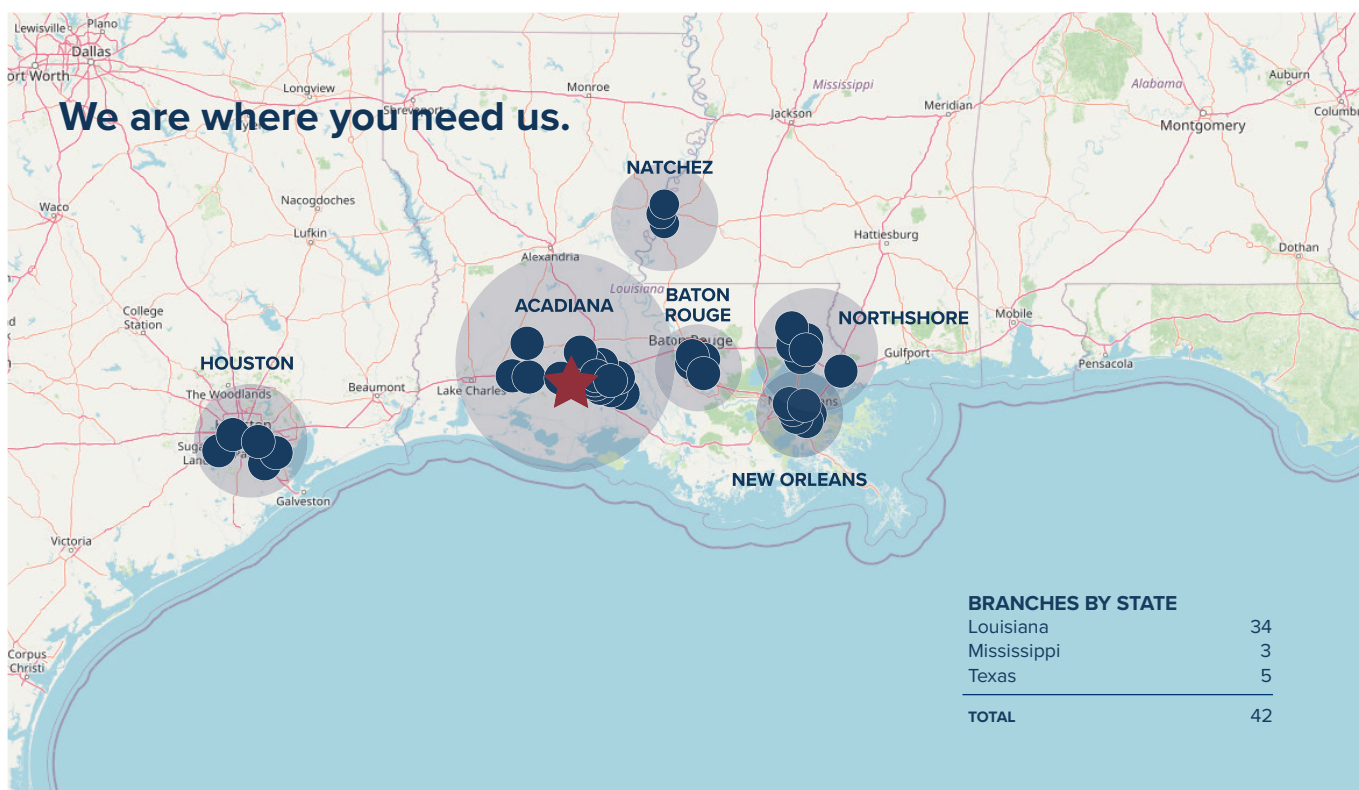 Lewisville
Plano
Dallas
ort Worth
Longview
Shreveport
Monroe
Mississippi
Jackson
Meridian
Alabama
Auburn
Columb
Montgomery
We are where you need us.
Tyler
NATCHEZ
Waco
Nacogdoches
Lufkin
Hattiesburg
Dothan
Alexandria
Louisiana
ACADIANA
BATON
ROUGE
NORTHSHORE
College
Station
Mobile
Baton Rouge
Gulfport
Pensacola
HOUSTON
The Woodlands
Beaumont
Lake Charles
Galveston
NEW ORLEANS
Victoria
BRANCHES BY STATE
Louisiana 34
Mississippi 3
Texas 5
TOTAL 42
Corpus
Christi